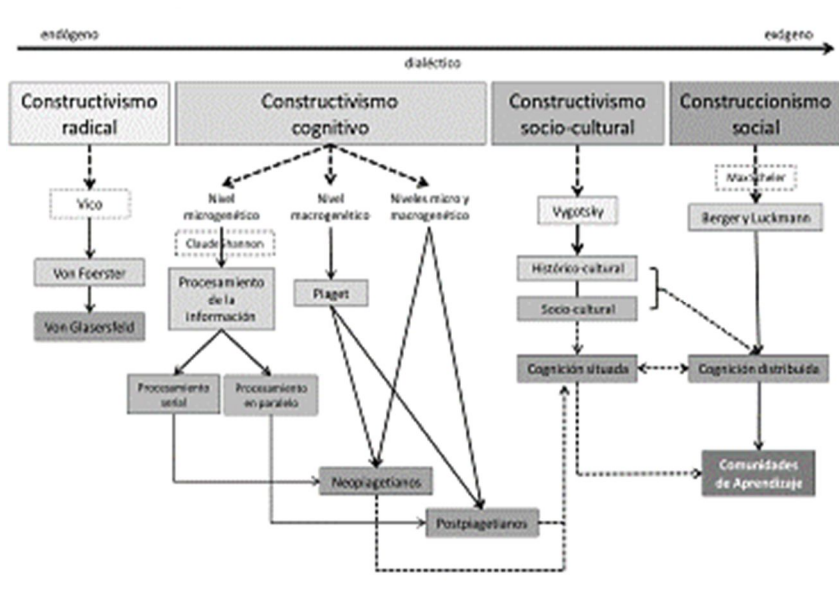 endógeno
exógeno
dialéctico
Constructivismo
radical
Constructivismo
cognitivo
Constructivismo
socio-cultural
Construccionismo
social
Vico
Von Foerster
Von Glasersfeld
Nivel
microgenético
Nivel
macrogenético
Niveles micro y
macrogenético
Claude Shannon
Procesamiento
de la
información
Piaget
Procesamiento
serial
Procesamiento
en paralelo
Neopiagetianos
Postpiagetianos
Vygotsky
Histórico-cultural
Socio-cultural
Cognición situada
Max Scheler
Berger y Luckmann
Cognición distribuida
Comunidades
de Aprendizaje